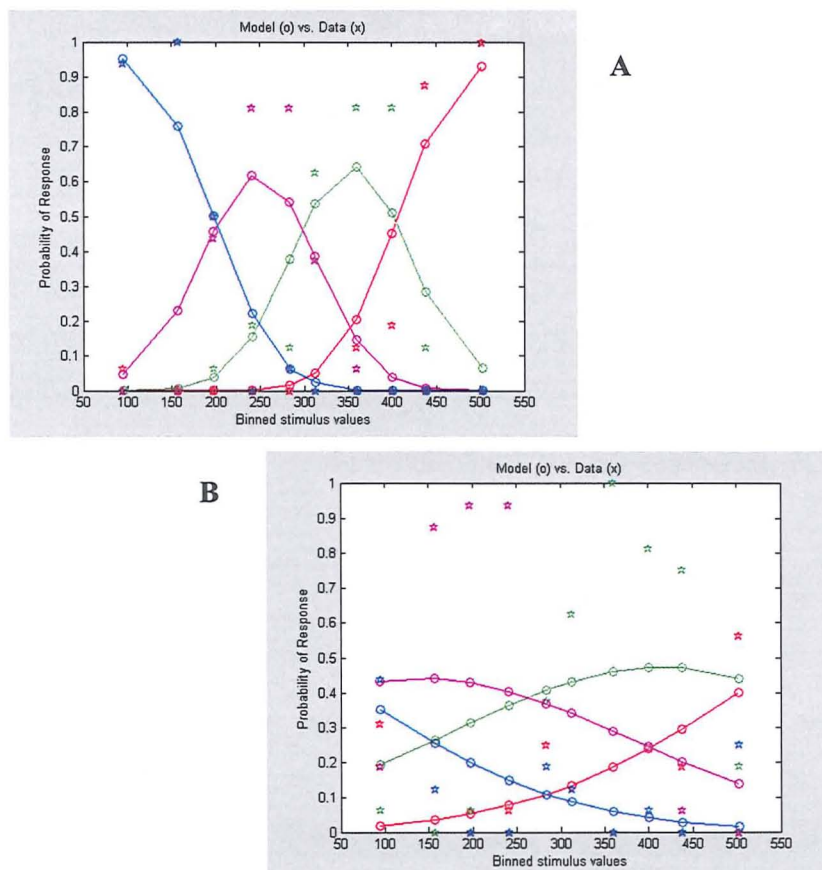 Model (o) vs. Data (x)
A
1
0.9
0.8
0.7
0.6
0.5
0.4
0.3
0.2
0.1
0
Probability of Response
50 100 150 200 250 300 350 400 450 500 550
Binned stimulus values
B
Model (o) vs. Data (x)
1
0.9
0.8
0.7
0.6
0.5
0.4
0.3
0.2
0.1
0
Probability of Response
50 100 150 200 250 300 350 400 450 500 550
Binned stimulus values